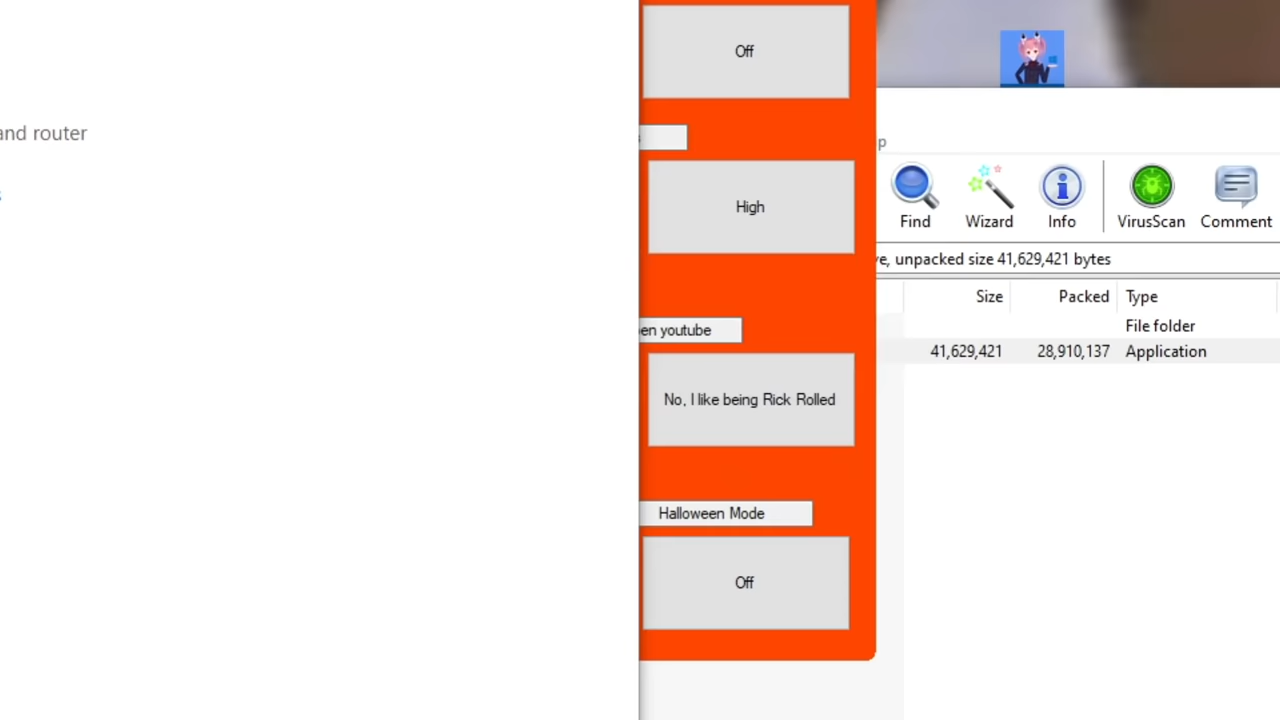 and router
Off
High
en youtube
No, I like being Rick Rolled
Halloween Mode
Off
p
Find
Wizard
Info
VirusScan
Comment
e, unpacked size 41,629,421 bytes
Size
Packed
Type
File folder
41,629,421
28,910,137
Application